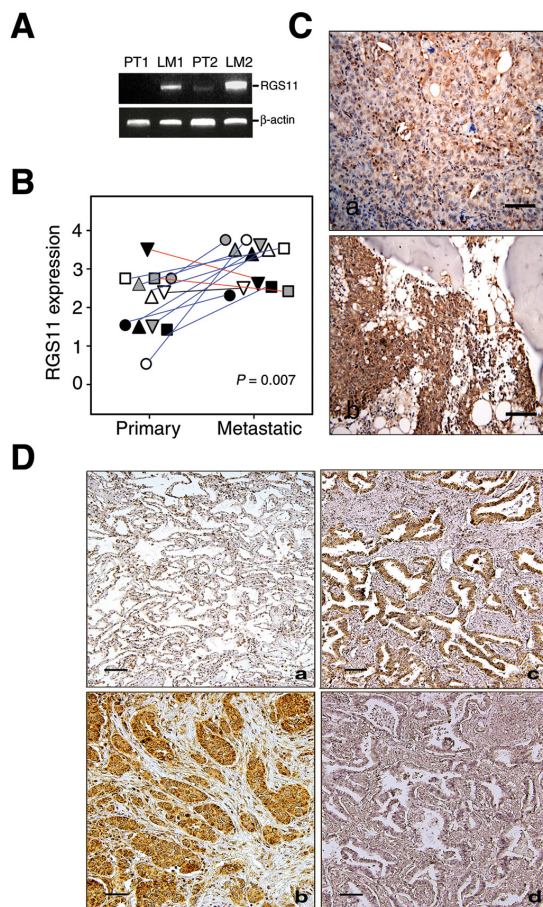 A
PT1 LM1 PT2 LM2
RGS11
β-actin
B
RGS11 expression
4
3
2
1
0
P = 0.007
Primary Metastatic
C
a
b
D
a
c
b
d